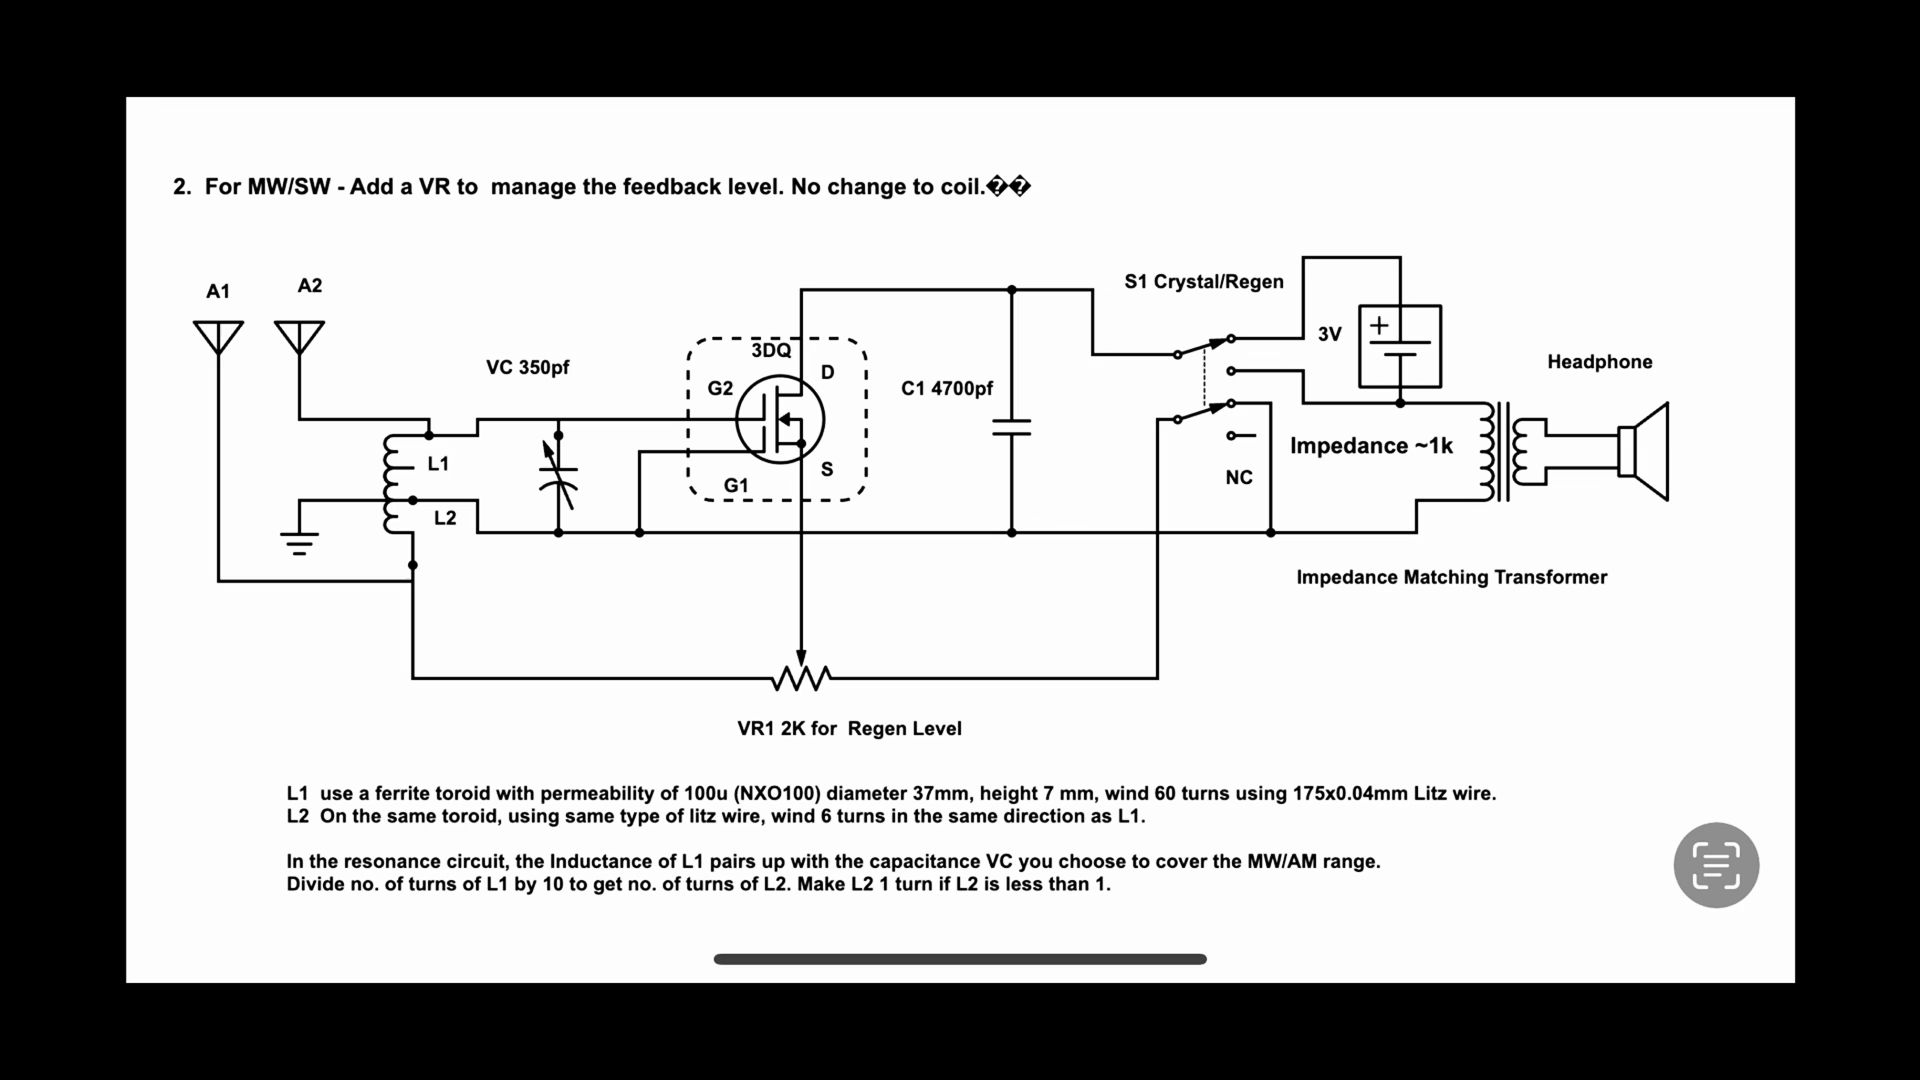 2. For MW/SW - Add a VR to manage the feedback level. No change to coil.��
A1
A2
S1 Crystal/Regen
3V
+
Headphone
VC 350pf
3DQ
D
G2
C1 4700pf
L1
Impedance ~1k
S
G1
NC
L2
Impedance Matching Transformer
VR1 2K for Regen Level
L1 use a ferrite toroid with permeability of 100u (NXO100) diameter 37mm, height 7 mm, wind 60 turns using 175x0.04mm Litz wire.
L2 On the same toroid, using same type of litz wire, wind 6 turns in the same direction as L1.
In the resonance circuit, the Inductance of L1 pairs up with the capacitance VC you choose to cover the MW/AM range.
Divide no. of turns of L1 by 10 to get no. of turns of L2. Make L2 1 turn if L2 is less than 1.